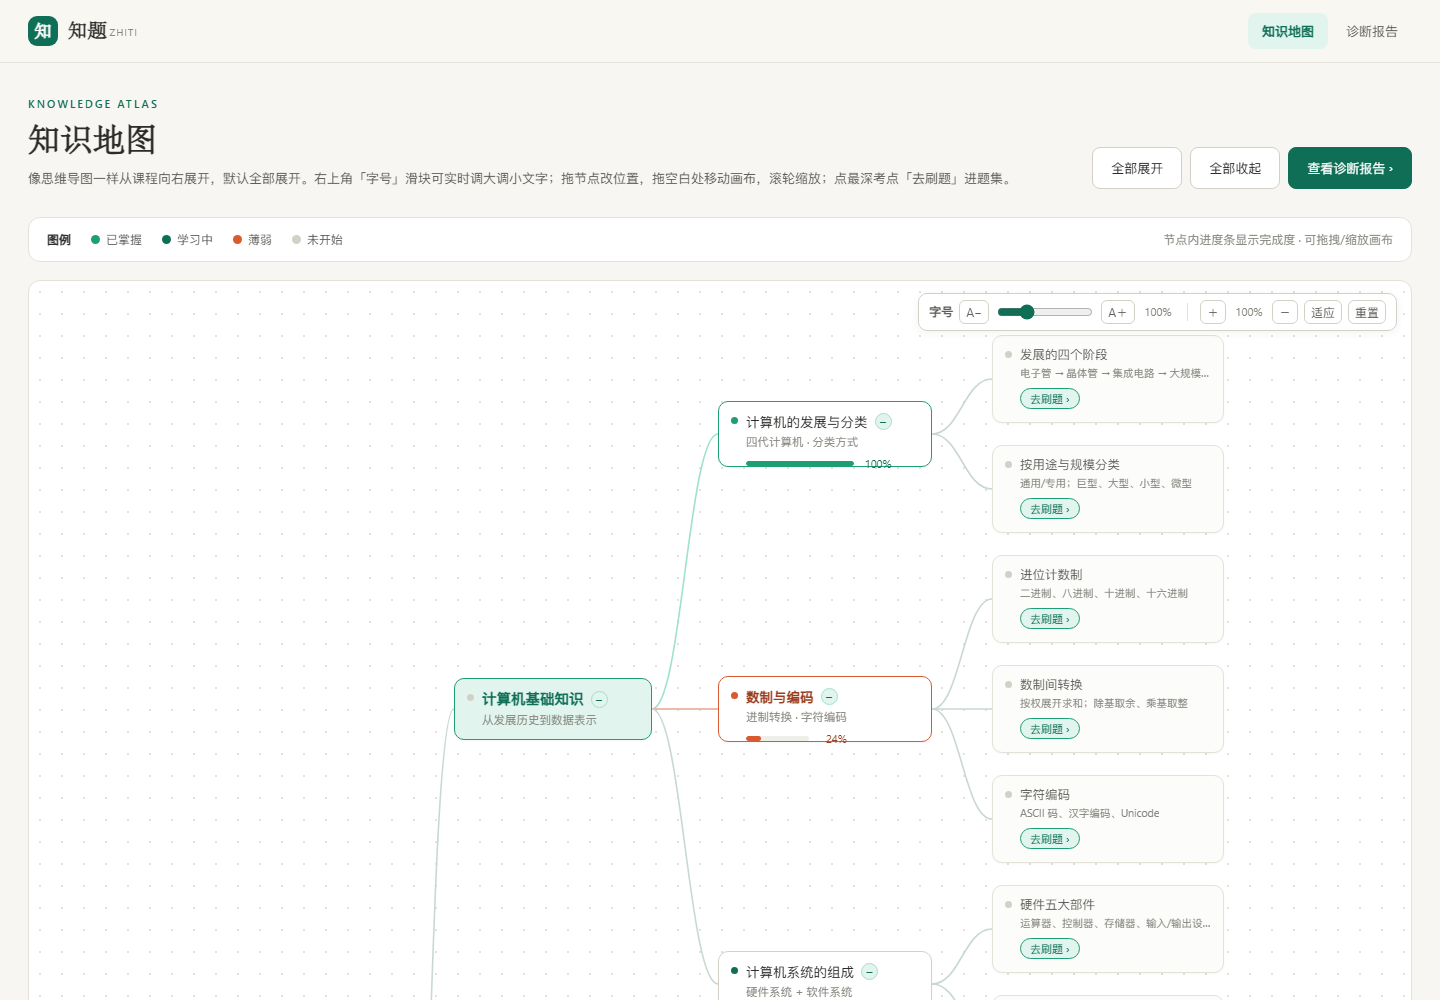 知 知题 ZHITI
知识地图 诊断报告
KNOWLEDGE ATLAS
知识地图
像思维导图一样从课程向右展开，默认全部展开。右上角「字号」滑块可实时调大调小文字；拖节点改位置，拖空白处移动画布，滚轮缩放；点最深考点「去刷题」进题集。
全部展开 全部收起 查看诊断报告 ›
图例 已掌握 学习中 薄弱 未开始
节点内进度条显示完成度 · 可拖拽/缩放画布
字号 A− A+ 100% + 100% − 适应 重置
发展的四个阶段
电子管 → 晶体管 → 集成电路 → 大规模...
去刷题 ›
计算机的发展与分类 −
四代计算机 · 分类方式
100%
按用途与规模分类
通用/专用；巨型、大型、小型、微型
去刷题 ›
进位计数制
二进制、八进制、十进制、十六进制
去刷题 ›
计算机基础知识 −
从发展历史到数据表示
数制与编码 −
进制转换 · 字符编码
24%
数制间转换
按权展开求和；除基取余、乘基取整
去刷题 ›
字符编码
ASCII 码、汉字编码、Unicode
去刷题 ›
硬件五大部件
运算器、控制器、存储器、输入/输出设...
去刷题 ›
计算机系统的组成 −
硬件系统 + 软件系统